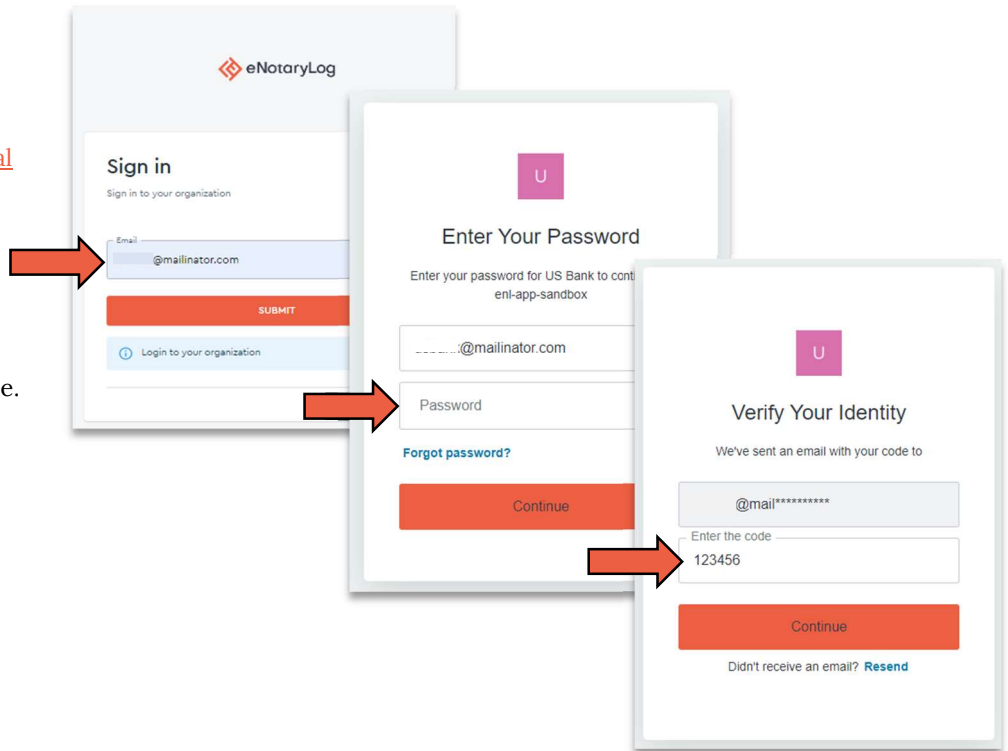 al
e.
eNotaryLog
Sign in
Sign in to your organization
Email
@mailinator.com
SUBMIT
Login to your organization
U
Enter Your Password
Enter your password for US Bank to
enl-app-sandbox
@mailinator.com
Password
Forgot password?
Continue
U
Verify Your Identity
We've sent an email with your code to
@mail**********
Enter the code
123456
Continue
Didn't receive an email? Resend